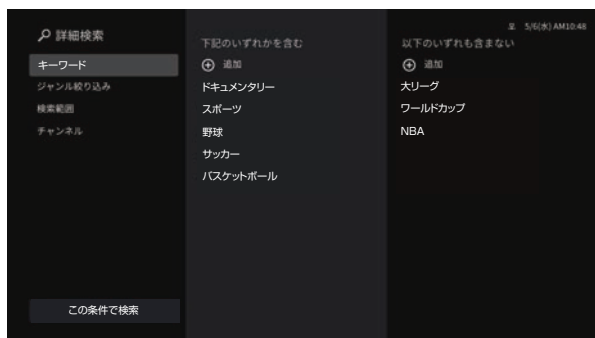 詳細検索
5/6(水) AM10:48
キーワード
ジャンル絞り込み
検索範囲
チャンネル
この条件で検索
下記のいずれかを含む
追加
ドキュメンタリー
スポーツ
野球
サッカー
バスケットボール
以下のいずれも含まない
追加
大リーグ
ワールドカップ
NBA